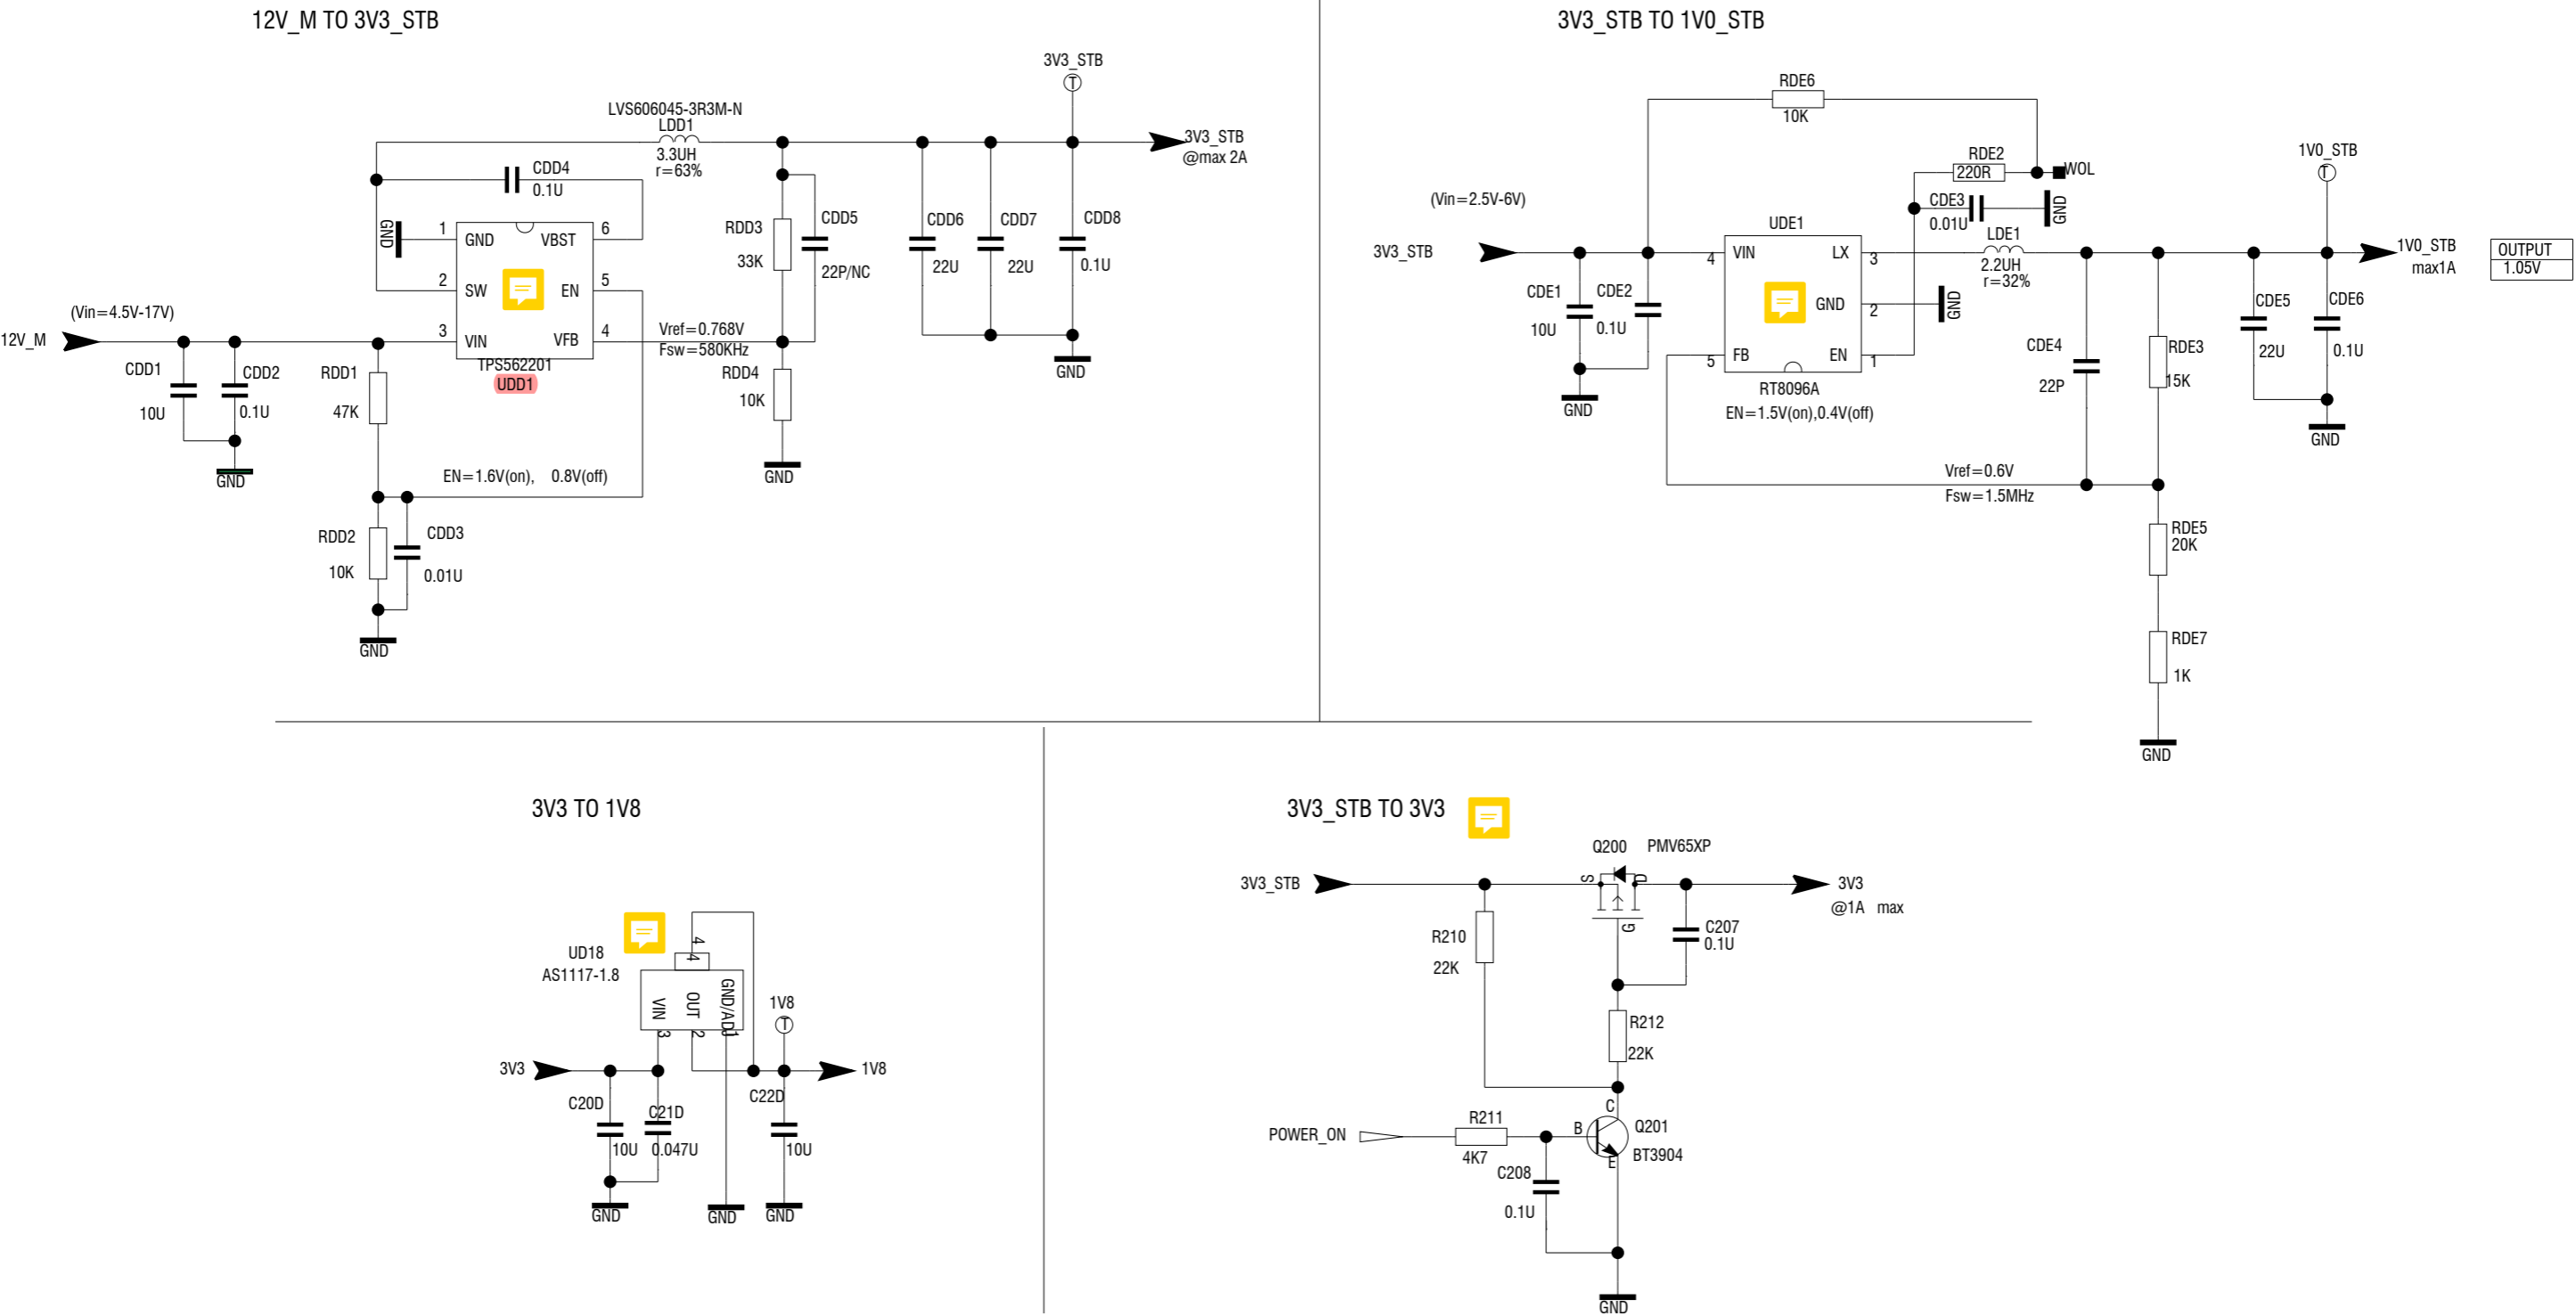 12V_M TO 3V3_STB
3V3_STB
T
LVS606045-3R3M-N
LDD1
3.3UH
r=63%
3V3_STB
@max 2A
CDD4
0.1U
GND
1
GND
VBST
6
2
SW
EN
5
3
VIN
VFB
4
TPS562201
UDD1
(Vin=4.5V-17V)
12V_M
CDD1
10U
CDD2
0.1U
GND
RDD1
47K
EN=1.6V(on), 0.8V(off)
RDD2
10K
CDD3
0.01U
GND
Vref=0.768V
Fsw=580KHz
RDD3
33K
CDD5
22P/NC
RDD4
10K
GND
CDD6
22U
CDD7
22U
CDD8
0.1U
GND
3V3_STB TO 1V0_STB
RDE6
10K
RDE2
220R
WOL
CDE3
0.01U
GND
(Vin=2.5V-6V)
3V3_STB
CDE1
10U
CDE2
0.1U
GND
UDE1
4
VIN
LX
3
GND
2
GND
5
FB
EN
1
RT8096A
EN=1.5V(on),0.4V(off)
LDE1
2.2UH
r=32%
1V0_STB
T
1V0_STB
max1A
OUTPUT
1.05V
CDE4
22P
RDE3
15K
CDE5
22U
CDE6
0.1U
GND
Vref=0.6V
Fsw=1.5MHz
RDE5
20K
RDE7
1K
GND
3V3 TO 1V8
UD18
AS1117-1.8
4
4
VIN
OUT
GND/ADJ
3
2
1
1V8
T
3V3
1V8
C20D
10U
C21D
0.047U
C22D
10U
GND
GND
GND
3V3_STB TO 3V3
Q200
PMV65XP
3V3_STB
S
D
G
3V3
@1A max
R210
22K
C207
0.1U
R212
22K
POWER_ON
R211
4K7
C208
0.1U
B
C
E
Q201
BT3904
GND